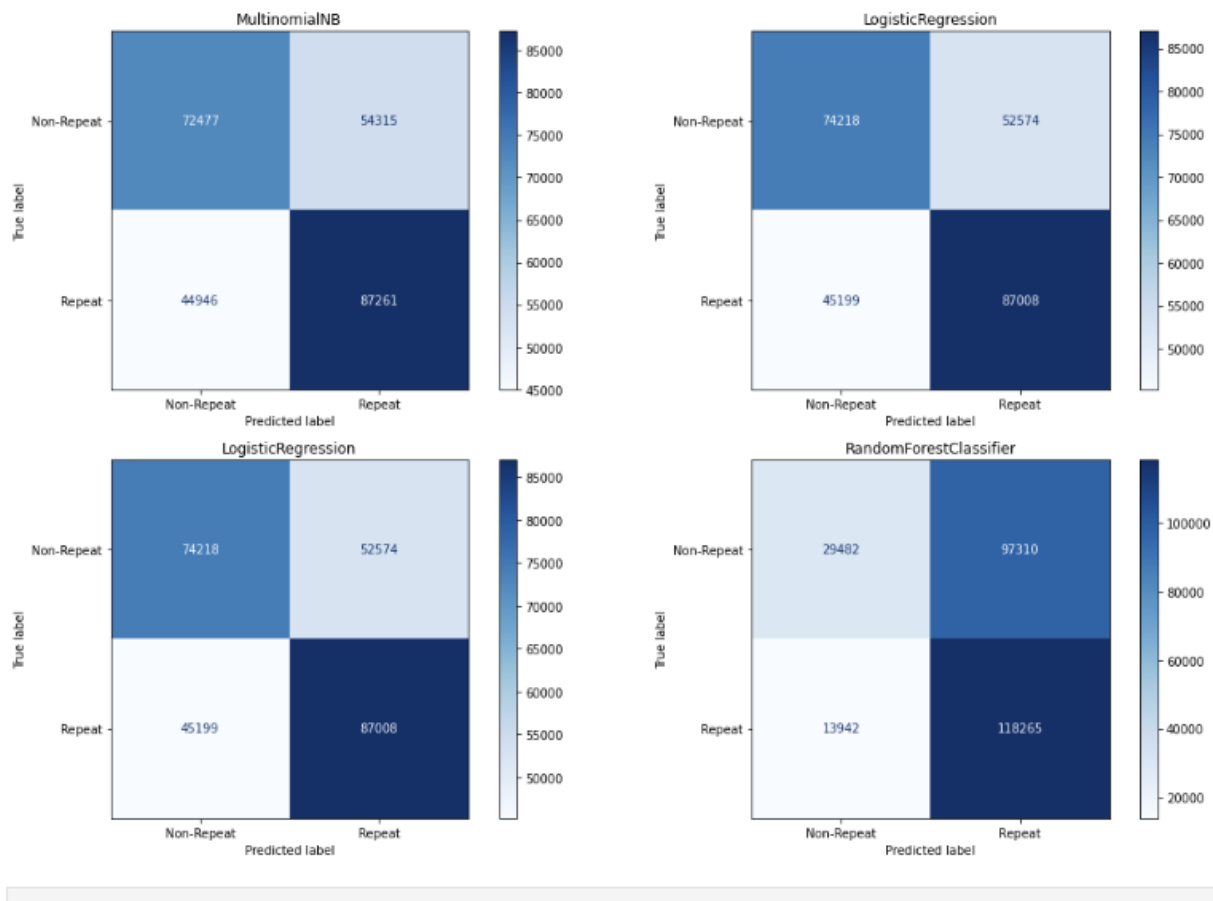 MultinomialNB
85000
80000
75000
70000
65000
60000
55000
50000
45000
Non-Repeat
Repeat
True label
72477
54315
44946
87261
Non-Repeat
Repeat
Predicted label
LogisticRegression
85000
80000
75000
70000
65000
60000
55000
50000
Non-Repeat
Repeat
True label
74218
52574
45199
87008
Non-Repeat
Repeat
Predicted label
LogisticRegression
85000
80000
75000
70000
65000
60000
55000
50000
Non-Repeat
Repeat
True label
74218
52574
45199
87008
Non-Repeat
Repeat
Predicted label
RandomForestClassifier
100000
80000
60000
40000
20000
Non-Repeat
Repeat
True label
29482
97310
13942
118265
Non-Repeat
Repeat
Predicted label